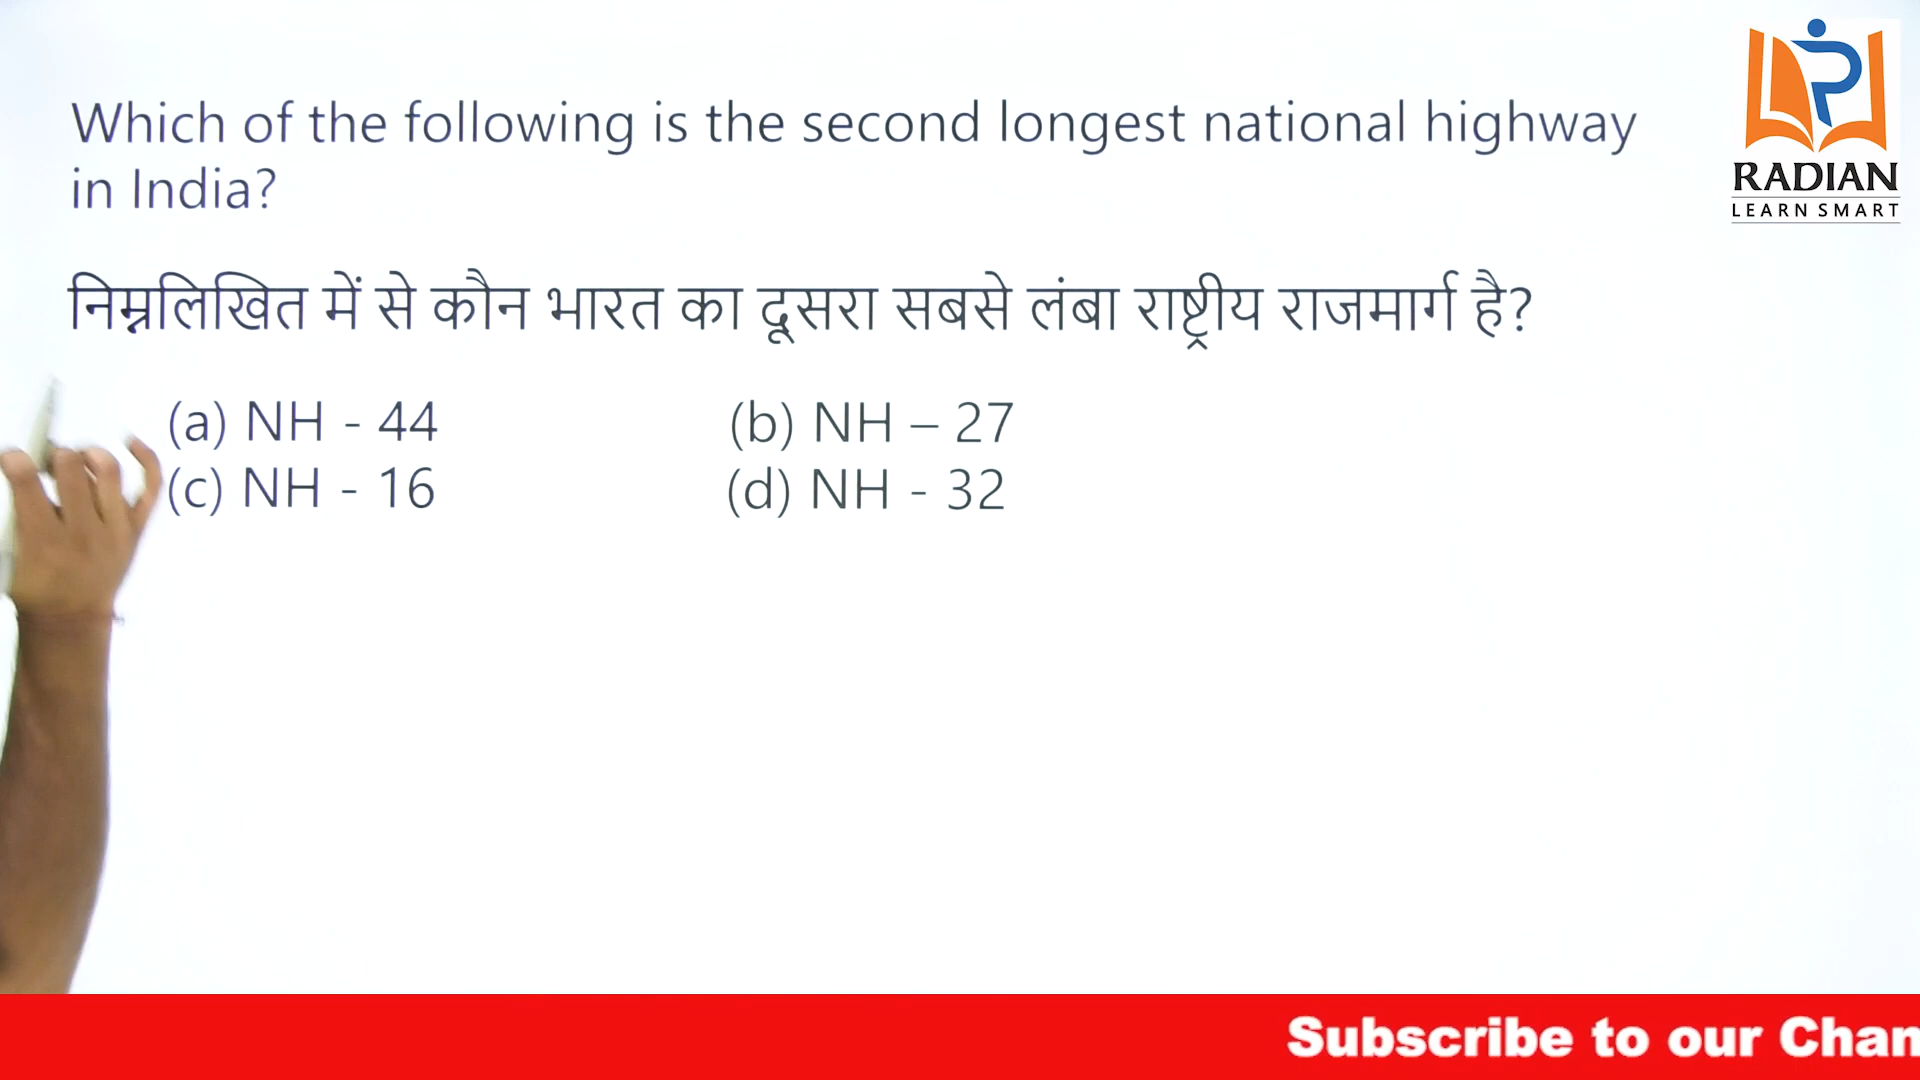 Which of the following is the second longest national highway
in India?
निम्नलिखित में से कौन भारत का दूसरा सबसे लंबा राष्ट्रीय राजमार्ग है?
(a) NH - 44 (b) NH – 27
(c) NH - 16 (d) NH - 32
RADIAN
LEARN SMART
Subscribe to our Chan